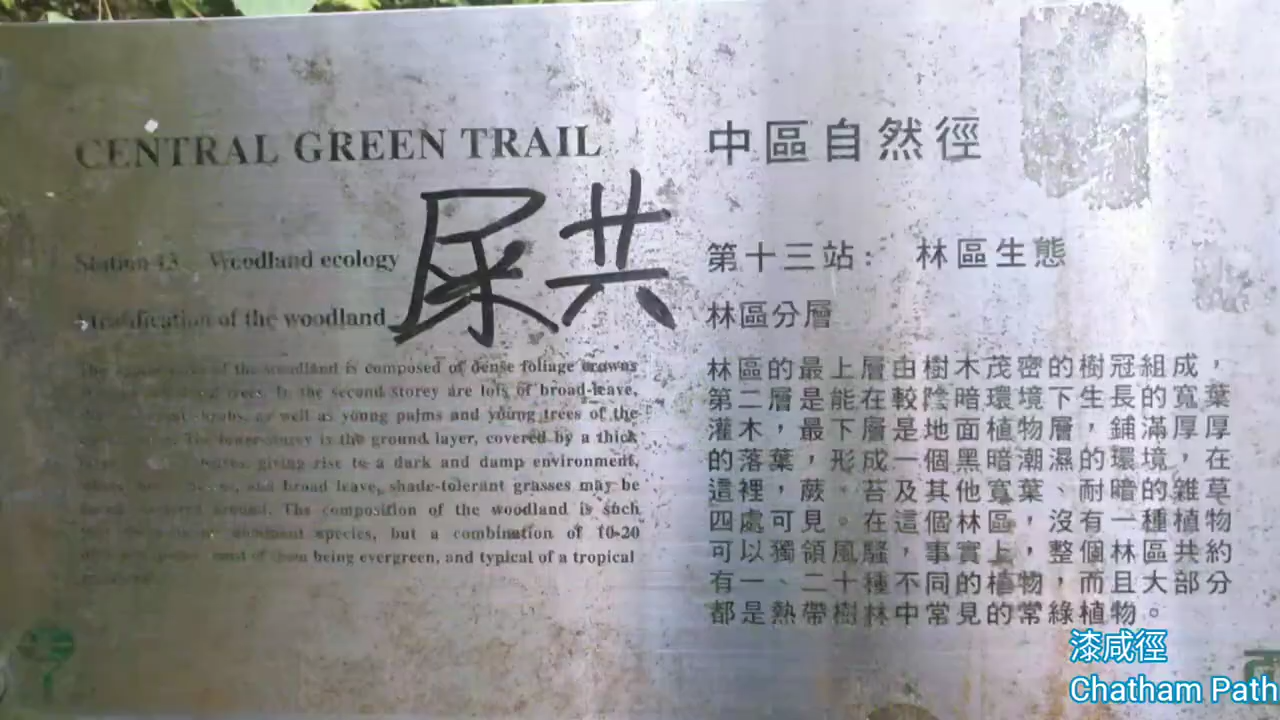 CENTRAL GREEN TRAIL
Station 13 Woodland ecology
Stratification of the woodland
of the woodland is composed of dense foliage crowns
trees. In the second storey are lots of broad-leave,
as well as young palms and young trees of the
The lower storey is the ground layer, covered by a thick
giving rise to a dark and damp environment,
and broad leave, shade-tolerant grasses may be
The composition of the woodland is such
dominant species, but a combination of 10-20
most of them being evergreen, and typical of a tropical
屎共
中區自然徑
第十三站： 林區生態
林區分層
林區的最上層由樹木茂密的樹冠組成，
第二層是能在較陰暗環境下生長的寬葉
灌木，最下層是地面植物層，鋪滿厚厚
的落葉，形成一個黑暗潮濕的環境，在
這裡，蕨、苔及其他寬葉、耐暗的雜草
四處可見。在這個林區，沒有一種植物
可以獨領風騷，事實上，整個林區共約
有一、二十種不同的植物，而且大部分
都是熱帶樹林中常見的常綠植物。
漆咸徑
Chatham Path